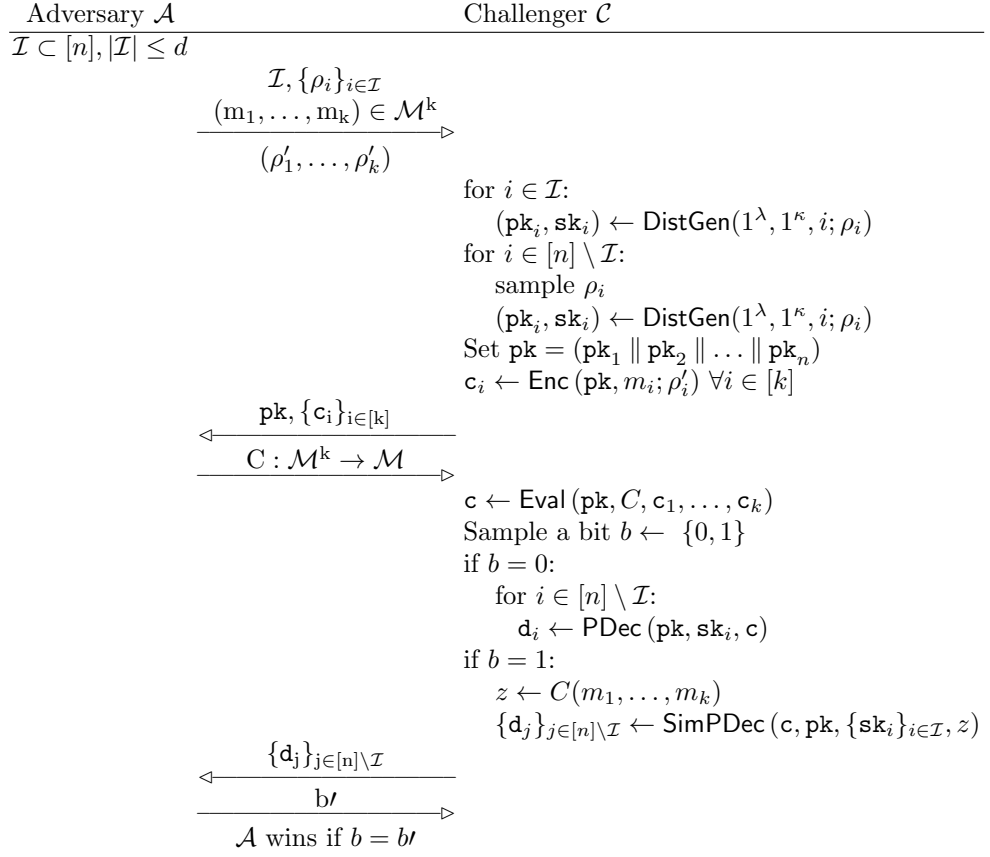 Adversary 𝒜 Challenger 𝒞
ℐ ⊂ [n], |ℐ| ≤ d
ℐ, {ρ_i}_{i∈ℐ}
(m_1, …, m_k) ∈ ℳ^k
(ρ′_1, …, ρ′_k)
for i ∈ ℐ:
(pk_i, sk_i) ← DistGen(1^λ, 1^κ, i; ρ_i)
for i ∈ [n] \ ℐ:
sample ρ_i
(pk_i, sk_i) ← DistGen(1^λ, 1^κ, i; ρ_i)
Set pk = (pk_1 ∥ pk_2 ∥ … ∥ pk_n)
c_i ← Enc (pk, m_i; ρ′_i) ∀i ∈ [k]
pk, {c_i}_{i∈[k]}
C : ℳ^k → ℳ
c ← Eval (pk, C, c_1, …, c_k)
Sample a bit b ← {0, 1}
if b = 0:
for i ∈ [n] \ ℐ:
d_i ← PDec (pk, sk_i, c)
if b = 1:
z ← C(m_1, …, m_k)
{d_j}_{j∈[n]\ℐ} ← SimPDec (c, pk, {sk_i}_{i∈ℐ}, z)
{d_j}_{j∈[n]\ℐ}
b′
𝒜 wins if b = b′